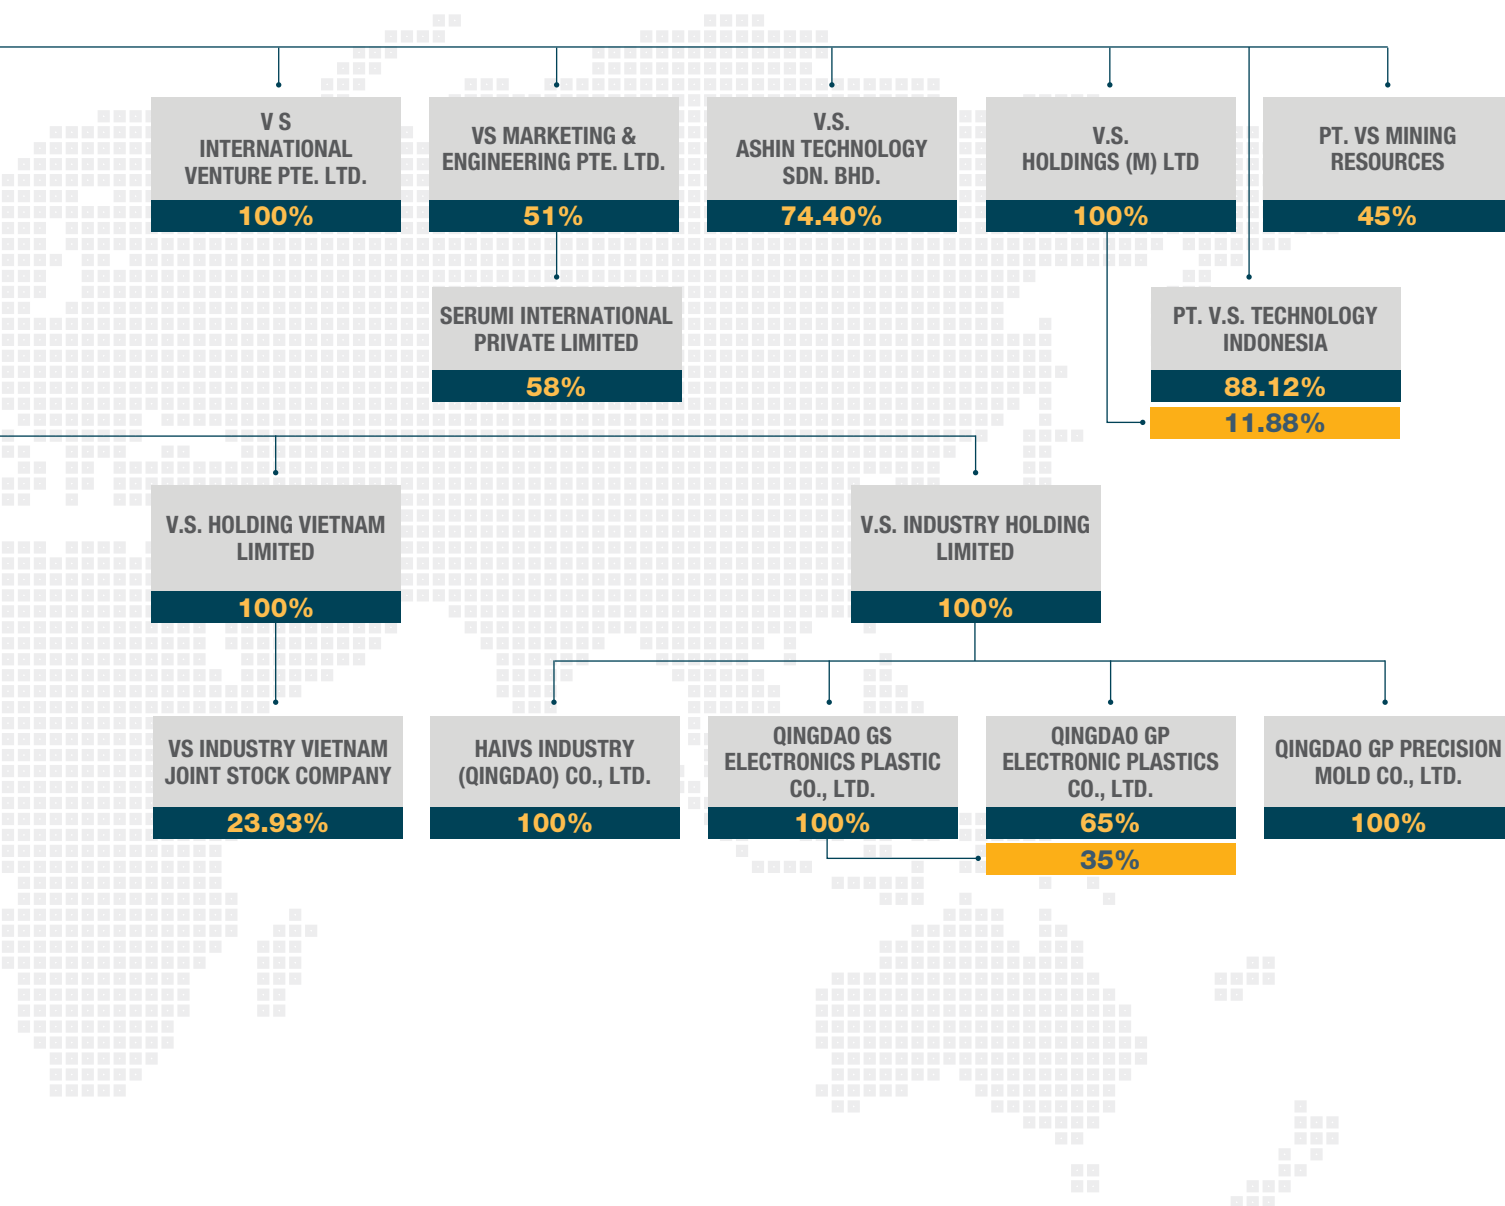 V S
INTERNATIONAL
VENTURE PTE. LTD.
100%
VS MARKETING &
ENGINEERING PTE. LTD.
51%
V.S.
ASHIN TECHNOLOGY
SDN. BHD.
74.40%
V.S.
HOLDINGS (M) LTD
100%
PT. VS MINING
RESOURCES
45%
SERUMI INTERNATIONAL
PRIVATE LIMITED
58%
PT. V.S. TECHNOLOGY
INDONESIA
88.12%
11.88%
V.S. HOLDING VIETNAM
LIMITED
100%
V.S. INDUSTRY HOLDING
LIMITED
100%
VS INDUSTRY VIETNAM
JOINT STOCK COMPANY
23.93%
HAIVS INDUSTRY
(QINGDAO) CO., LTD.
100%
QINGDAO GS
ELECTRONICS PLASTIC
CO., LTD.
100%
QINGDAO GP
ELECTRONIC PLASTICS
CO., LTD.
65%
35%
QINGDAO GP PRECISION
MOLD CO., LTD.
100%